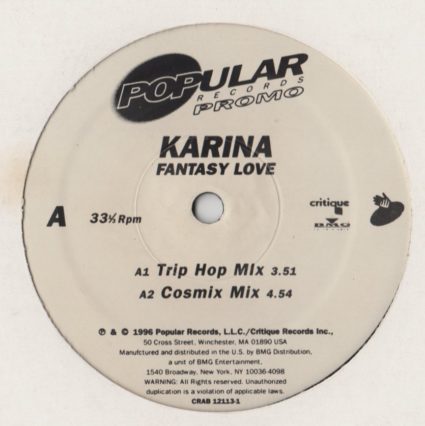 POPULAR
RECORDS
PROMO
KARINA
FANTASY LOVE
A 33⅓ Rpm
critique
BMG
A1 Trip Hop MIx 3.51
A2 Cosmix Mix 4.54
℗ & © 1996 Popular Records, L.L.C./Critique Records Inc.,
50 Cross Street, Winchester, MA 01890 USA
Manufctured and distributed in the U.S. by BMG Distribution,
a unit of BMG Entertainment,
1540 Broadway, New York, NY 10036-4098
WARNING: All Rights reserved. Unauthorized
duplication is a violation of applicable laws.
CRAB 12113-1